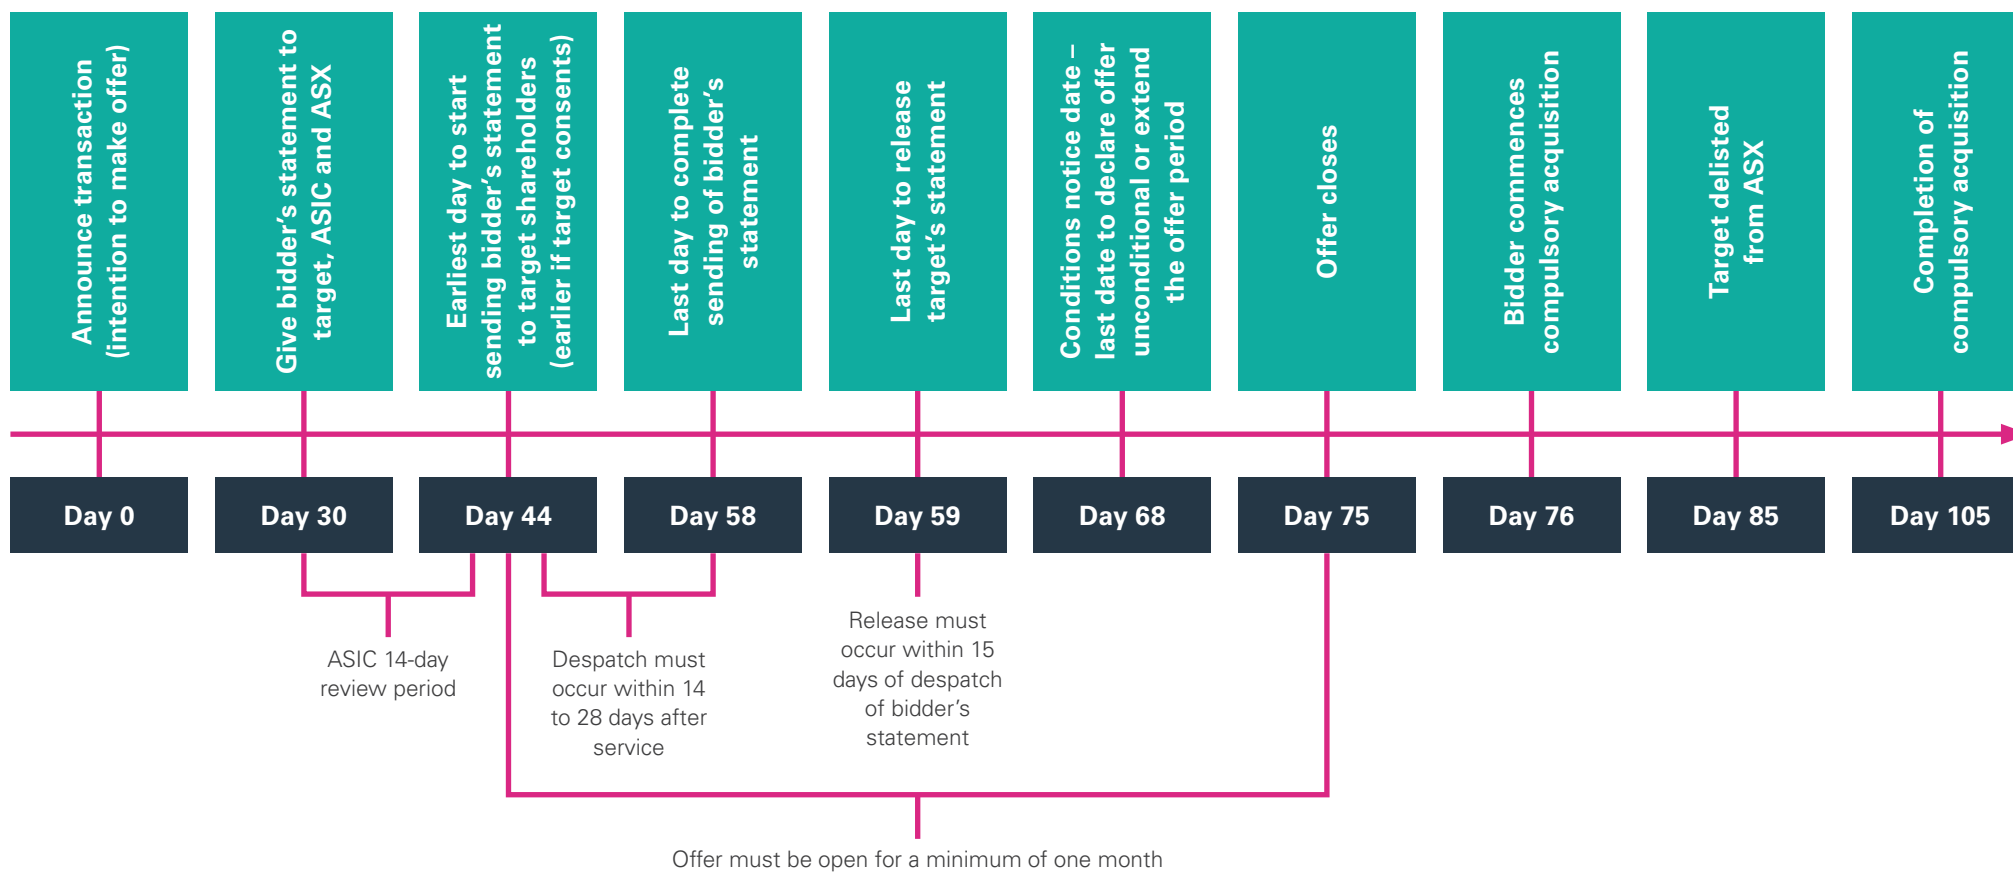 Announce transaction
(intention to make offer)
Give bidder's statement to
target, ASIC and ASX
Earliest day to start
sending bidder's statement
to target shareholders
(earlier if target consents)
Last day to complete
sending of bidder's
statement
Last day to release
target's statement
Conditions notice date –
last date to declare offer
unconditional or extend
the offer period
Offer closes
Bidder commences
compulsory acquisition
Target delisted
from ASX
Completion of
compulsory acquisition
Day 0
Day 30
Day 44
Day 58
Day 59
Day 68
Day 75
Day 76
Day 85
Day 105
ASIC 14-day
review period
Despatch must
occur within 14
to 28 days after
service
Release must
occur within 15
days of despatch
of bidder's
statement
Offer must be open for a minimum of one month